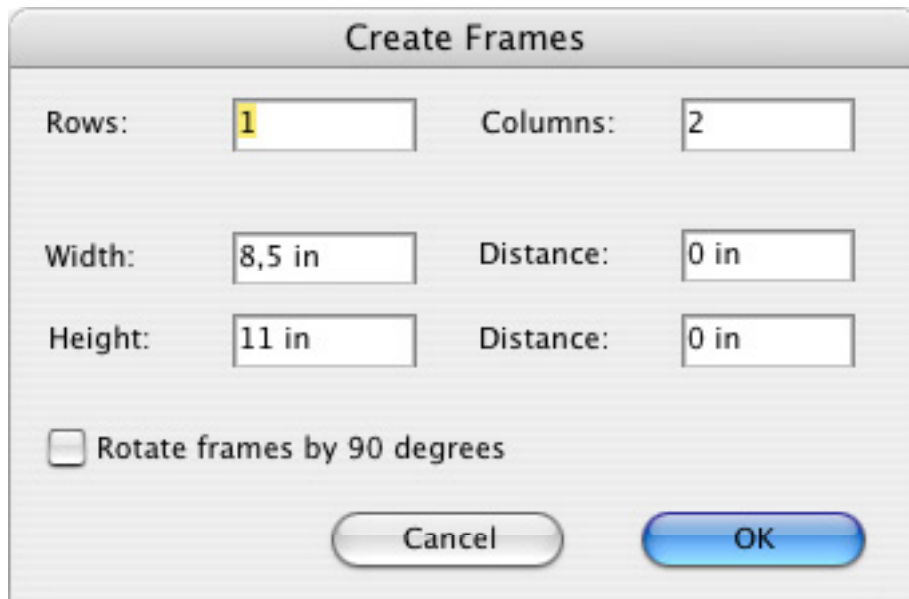 Create Frames
Rows: 1 Columns: 2
Width: 8,5 in Distance: 0 in
Height: 11 in Distance: 0 in
Rotate frames by 90 degrees
Cancel OK